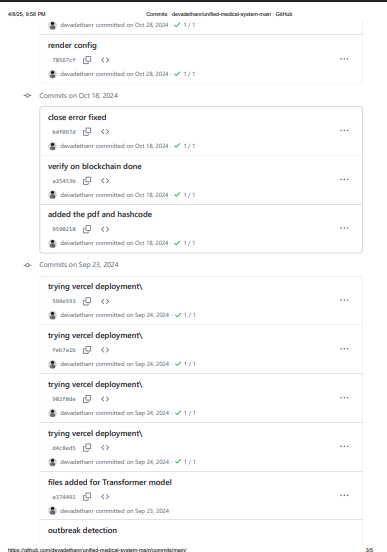 4/8/25, 9:56 PM Commits · devadethanr/unified-medical-system-main · GitHub
devadethanr committed on Oct 28, 2024 · 1 / 1
render config
78567cf
devadethanr committed on Oct 28, 2024 · 1 / 1
Commits on Oct 18, 2024
close error fixed
b4f097d
devadethanr committed on Oct 18, 2024 · 1 / 1
verify on blockchain done
a35453b
devadethanr committed on Oct 18, 2024 · 1 / 1
added the pdf and hashcode
9590210
devadethanr committed on Oct 18, 2024 · 1 / 1
Commits on Sep 23, 2024
trying vercel deployment\
594e593
devadethanr committed on Sep 24, 2024 · 1 / 1
trying vercel deployment\
feb7a1b
devadethanr committed on Sep 24, 2024 · 1 / 1
trying vercel deployment\
902f0de
devadethanr committed on Sep 24, 2024 · 1 / 1
trying vercel deployment\
d4c8ed5
devadethanr committed on Sep 24, 2024 · 1 / 1
files added for Transformer model
a374491
devadethanr committed on Sep 23, 2024
outbreak detection
https://github.com/devadethanr/unified-medical-system-main/commits/main/ 3/5